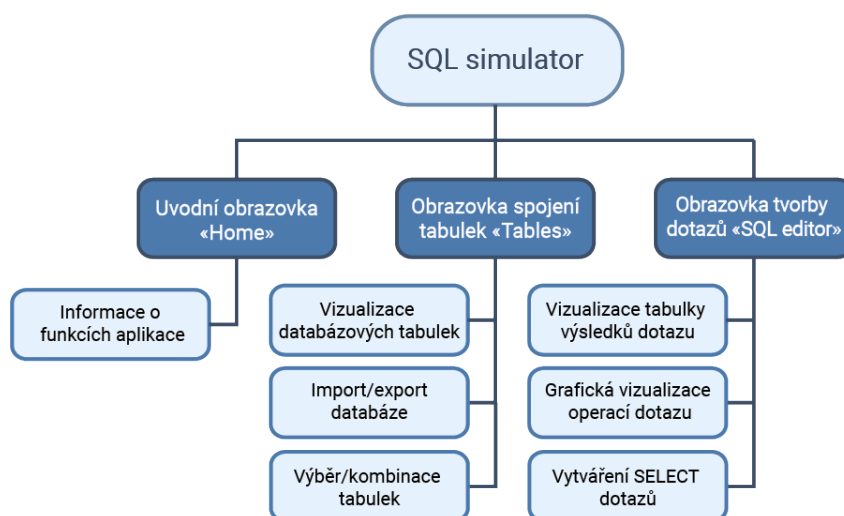 SQL simulator
Uvodní obrazovka
«Home»
Obrazovka spojení
tabulek «Tables»
Obrazovka tvorby
dotazů «SQL editor»
Informace o
funkcích aplikace
Vizualizace
databázových tabulek
Import/export
databáze
Výběr/kombinace
tabulek
Vizualizace tabulky
výsledků dotazu
Grafická vizualizace
operací dotazu
Vytváření SELECT
dotazů